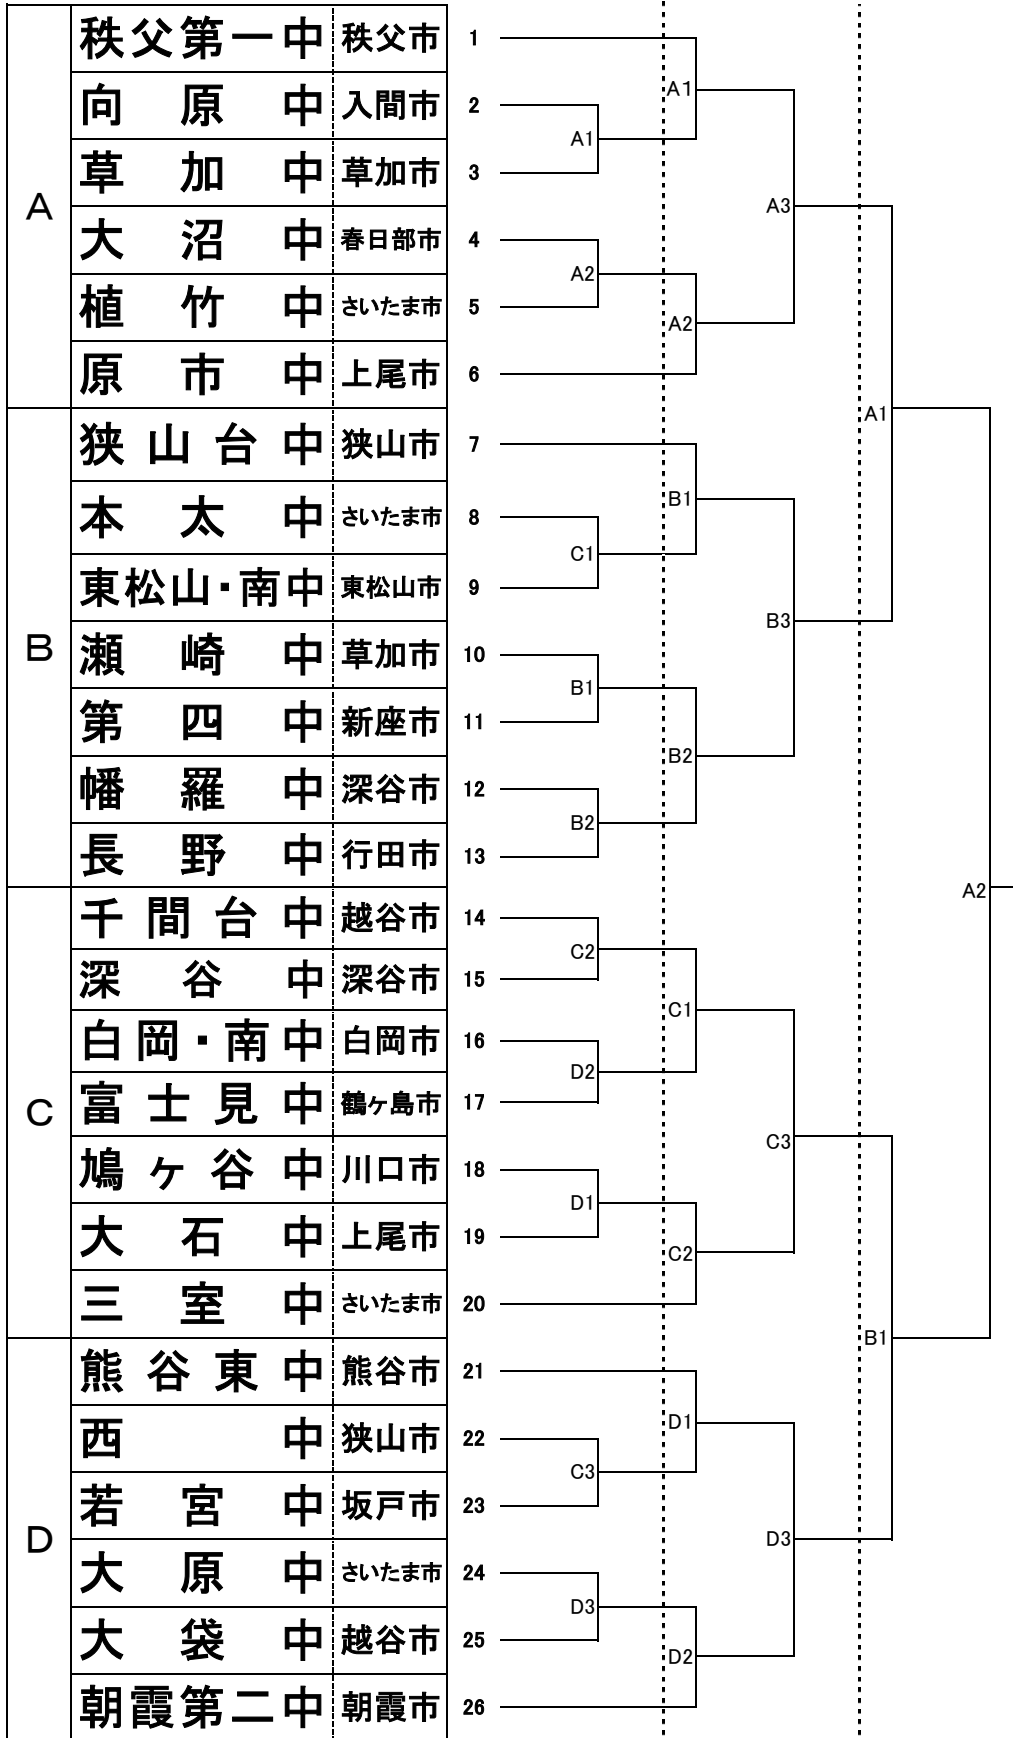 A
秩父第一中 秩父市 1
向原中 入間市 2
草加中 草加市 3
大沼中 春日部市 4
植竹中 さいたま市 5
原市中 上尾市 6
B
狭山台中 狭山市 7
本太中 さいたま市 8
東松山・南中 東松山市 9
瀬崎中 草加市 10
第四中 新座市 11
幡羅中 深谷市 12
長野中 行田市 13
C
千間台中 越谷市 14
深谷中 深谷市 15
白岡・南中 白岡市 16
富士見中 鶴ヶ島市 17
鳩ヶ谷中 川口市 18
大石中 上尾市 19
三室中 さいたま市 20
D
熊谷東中 熊谷市 21
西中 狭山市 22
若宮中 坂戸市 23
大原中 さいたま市 24
大袋中 越谷市 25
朝霞第二中 朝霞市 26
A1
A2
C1
B1
B2
C2
D2
D1
C3
D3
A1
A2
B1
B2
C1
C2
D1
D2
A3
B3
C3
D3
A1
B1
A2